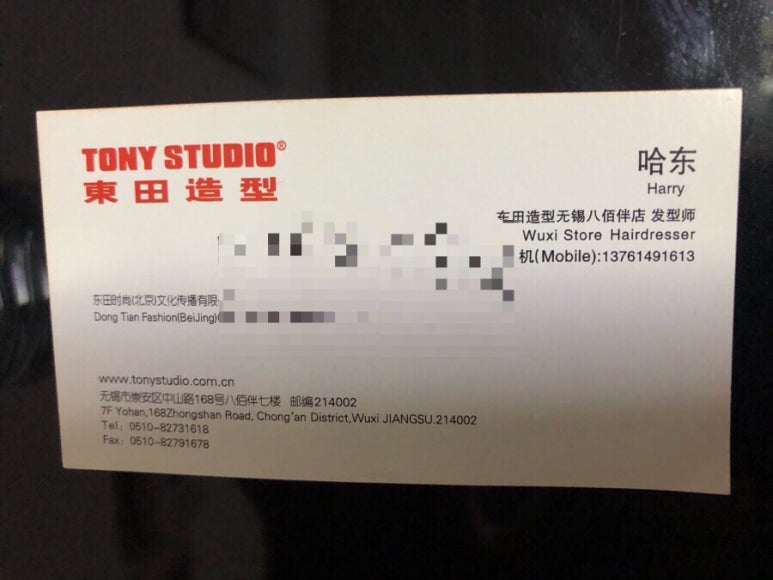 TONY STUDIO®
東田造型
哈东
Harry
东田造型无锡八佰伴店 发型师
Wuxi Store Hairdresser
机(Mobile):13761491613
东田时尚(北京)文化传播有限
Dong Tian Fashion(BeiJing)
www.tonystudio.com.cn
无锡市崇安区中山路168号八佰伴七楼 邮编214002
7F Yohan,168Zhongshan Road, Chong'an District,Wuxi JIANGSU.214002
Tel: 0510-82731618
Fax: 0510-82791678